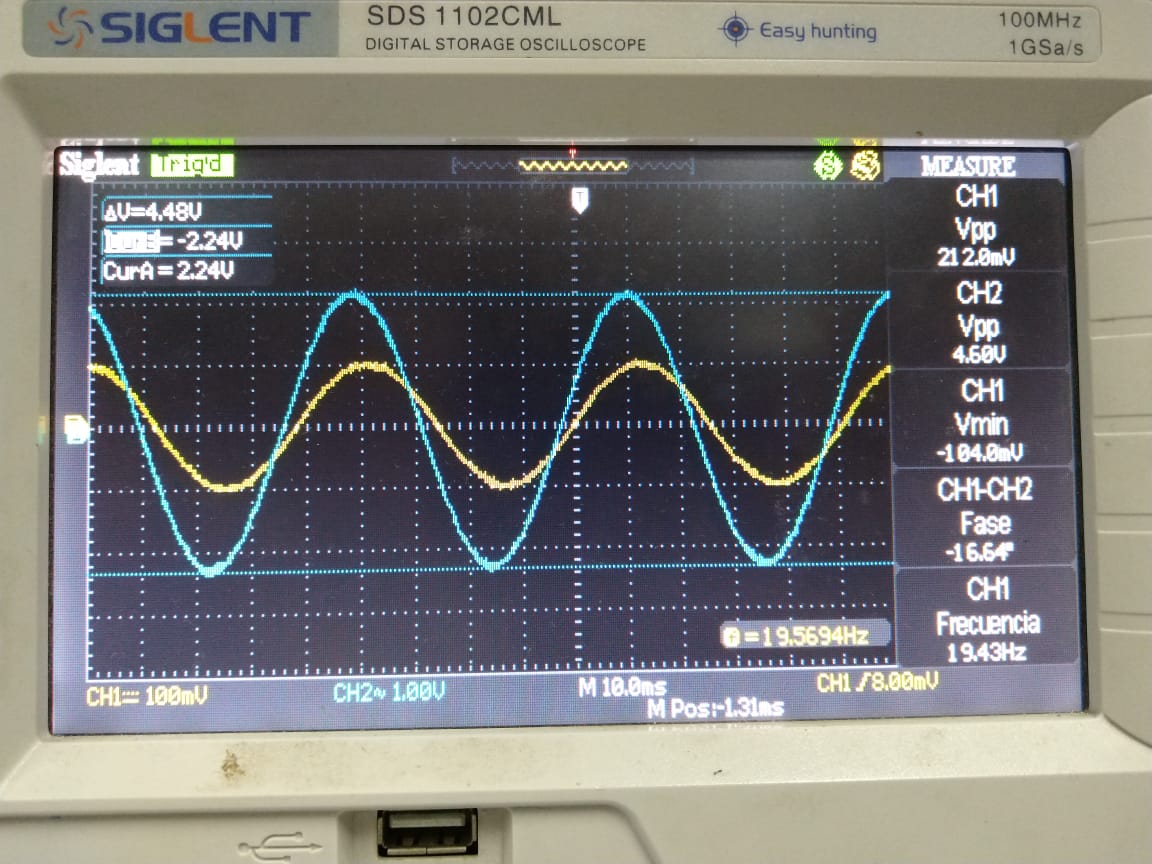 SIGLENT
SDS 1102CML
DIGITAL STORAGE OSCILLOSCOPE
Easy hunting
100MHz
1GSa/s
Siglent Trig'd
T
MEASURE
ΔV=4.48V
= -2.24V
CurA = 2.24V
CH1
Vpp
212.0mV
CH2
Vpp
4.60V
CH1
Vmin
-104.0mV
CH1-CH2
Fase
-16.64°
CH1
Frecuencia
19.43Hz
= 19.5694Hz
CH1 100mV
CH2~ 1.00V
M 10.0ms
M Pos:-1.31ms
CH1 /8.00mV